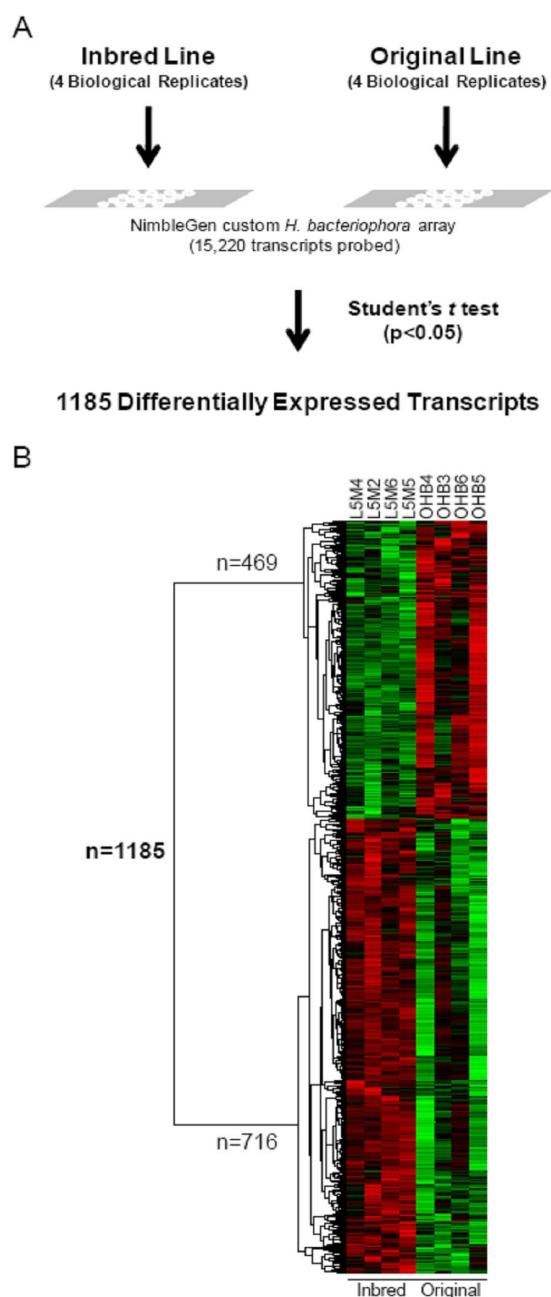 A
Inbred Line
(4 Biological Replicates)
Original Line
(4 Biological Replicates)
NimbleGen custom H. bacteriophora array
(15,220 transcripts probed)
Student's t test
(p<0.05)
1185 Differentially Expressed Transcripts
B
L5M4
L5M2
L5M6
L5M5
OHB4
OHB3
OHB6
OHB5
n=469
n=1185
n=716
Inbred
Original